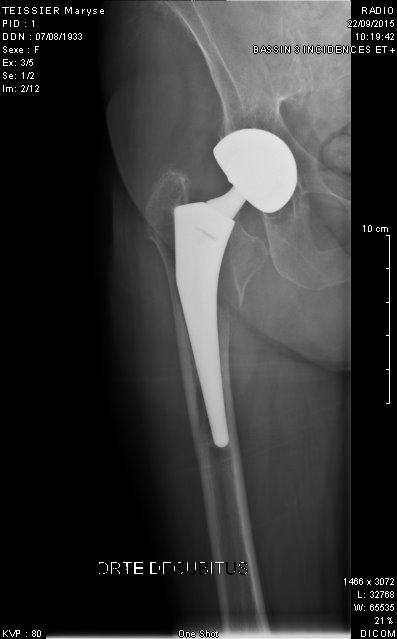 TEISSIER Maryse
PID : 1
DDN : 07/08/1933
Sexe : F
Ex: 3/5
Se: 1/2
Im: 2/12
RADIO
22/09/2015
10:19:42
BASSIN 3 INCIDENCES ET+
10 cm
ORTE DECUBITUS
1466 x 3072
L: 32768
W: 65535
21 %
KVP : 80
One Shot
DICOM